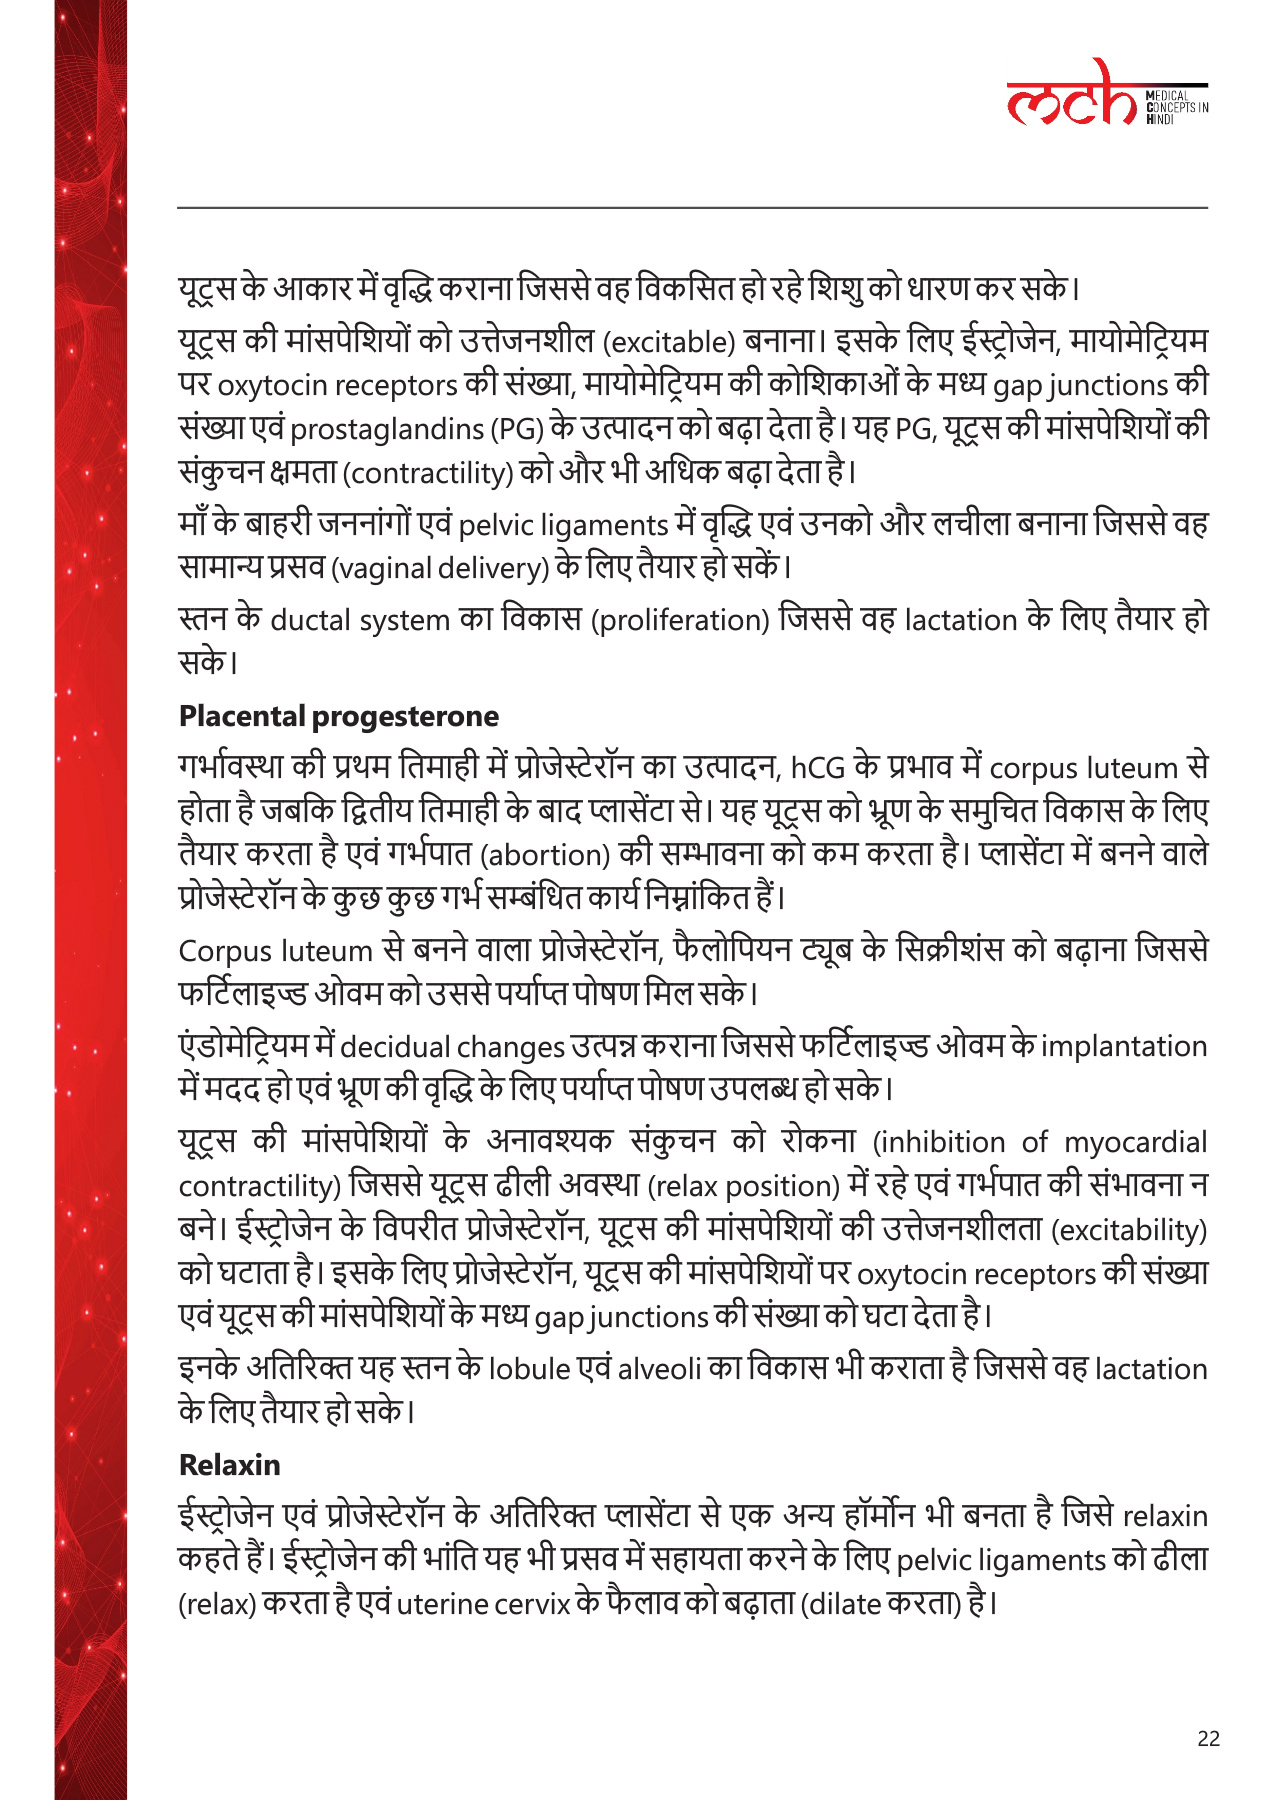 mch
MEDICAL
CONCEPTS IN
HINDI
यूट्रस के आकार में वृद्धि कराना जिससे वह विकसित हो रहे शिशु को धारण कर सके।
यूट्रस की मांसपेशियों को उत्तेजनशील (excitable) बनाना। इसके लिए ईस्ट्रोजेन, मायोमेट्रियम
पर oxytocin receptors की संख्या, मायोमेट्रियम की कोशिकाओं के मध्य gap junctions की
संख्या एवं prostaglandins (PG) के उत्पादन को बढ़ा देता है। यह PG, यूट्रस की मांसपेशियों की
संकुचन क्षमता (contractility) को और भी अधिक बढ़ा देता है।
माँ के बाहरी जननांगों एवं pelvic ligaments में वृद्धि एवं उनको और लचीला बनाना जिससे वह
सामान्य प्रसव (vaginal delivery) के लिए तैयार हो सकें।
स्तन के ductal system का विकास (proliferation) जिससे वह lactation के लिए तैयार हो
सके।
Placental progesterone
गर्भावस्था की प्रथम तिमाही में प्रोजेस्टेरॉन का उत्पादन, hCG के प्रभाव में corpus luteum से
होता है जबकि द्वितीय तिमाही के बाद प्लासेंटा से। यह यूट्रस को भ्रूण के समुचित विकास के लिए
तैयार करता है एवं गर्भपात (abortion) की सम्भावना को कम करता है। प्लासेंटा में बनने वाले
प्रोजेस्टेरॉन के कुछ कुछ गर्भ सम्बंधित कार्य निम्नांकित हैं।
Corpus luteum से बनने वाला प्रोजेस्टेरॉन, फैलोपियन ट्यूब के सिक्रीशंस को बढ़ाना जिससे
फर्टिलाइज्ड ओवम को उससे पर्याप्त पोषण मिल सके।
एंडोमेट्रियम में decidual changes उत्पन्न कराना जिससे फर्टिलाइज्ड ओवम के implantation
में मदद हो एवं भ्रूण की वृद्धि के लिए पर्याप्त पोषण उपलब्ध हो सके।
यूट्रस की मांसपेशियों के अनावश्यक संकुचन को रोकना (inhibition of myocardial
contractility) जिससे यूट्रस ढीली अवस्था (relax position) में रहे एवं गर्भपात की संभावना न
बने। ईस्ट्रोजेन के विपरीत प्रोजेस्टेरॉन, यूट्रस की मांसपेशियों की उत्तेजनशीलता (excitability)
को घटाता है। इसके लिए प्रोजेस्टेरॉन, यूट्रस की मांसपेशियों पर oxytocin receptors की संख्या
एवं यूट्रस की मांसपेशियों के मध्य gap junctions की संख्या को घटा देता है।
इनके अतिरिक्त यह स्तन के lobule एवं alveoli का विकास भी कराता है जिससे वह lactation
के लिए तैयार हो सके।
Relaxin
ईस्ट्रोजेन एवं प्रोजेस्टेरॉन के अतिरिक्त प्लासेंटा से एक अन्य हॉर्मोन भी बनता है जिसे relaxin
कहते हैं। ईस्ट्रोजेन की भांति यह भी प्रसव में सहायता करने के लिए pelvic ligaments को ढीला
(relax) करता है एवं uterine cervix के फैलाव को बढ़ाता (dilate करता) है।
22